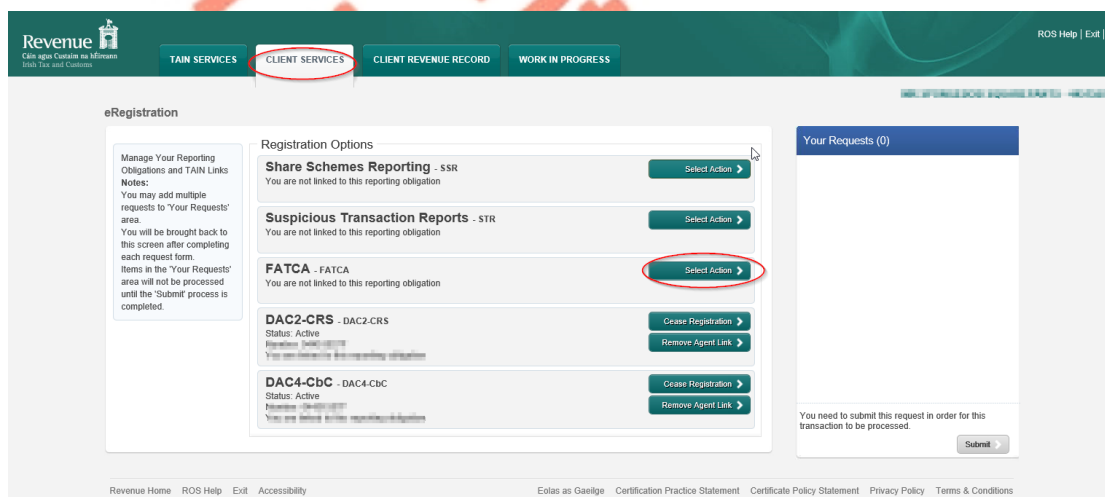 Revenue
Cáin agus Custaim na hÉireann
Irish Tax and Customs
TAIN SERVICES
CLIENT SERVICES
CLIENT REVENUE RECORD
WORK IN PROGRESS
ROS Help | Exit |
eRegistration
Manage Your Reporting
Obligations and TAIN Links
Notes:
You may add multiple
requests to 'Your Requests'
area.
You will be brought back to
this screen after completing
each request form.
Items in the 'Your Requests'
area will not be processed
until the 'Submit' process is
completed.
Registration Options
Share Schemes Reporting - SSR
You are not linked to this reporting obligation
Select Action
Suspicious Transaction Reports - STR
You are not linked to this reporting obligation
Select Action
FATCA - FATCA
You are not linked to this reporting obligation
Select Action
DAC2-CRS - DAC2-CRS
Status: Active
Cease Registration
Remove Agent Link
DAC4-CbC - DAC4-CbC
Status: Active
Cease Registration
Remove Agent Link
Your Requests (0)
You need to submit this request in order for this
transaction to be processed.
Submit
Revenue Home ROS Help Exit Accessibility
Eolas as Gaeilge Certification Practice Statement Certificate Policy Statement Privacy Policy Terms & Conditions